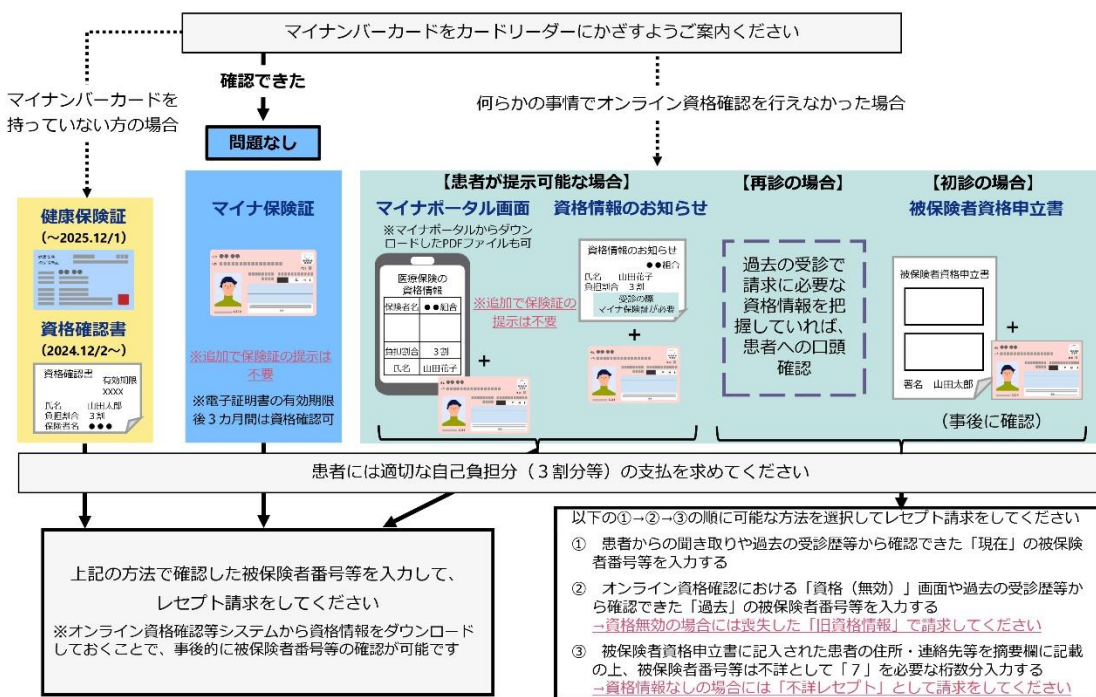 マイナンバーカードをカードリーダーにかざすようご案内ください
確認できた
マイナンバーカードを
持っていない方の場合
何らかの事情でオンライン資格確認を行えなかった場合
問題なし
健康保険証
(～2025.12/1)
資格確認書
(2024.12/2～)
資格確認書
有効期限
XXXX
氏名 山田太郎
負担割合 3割
保険者名 ●●●
マイナ保険証
※追加で保険証の提示は
不要
※電子証明書の有効期限
後３カ月間は資格確認可
【患者が提示可能な場合】
マイナポータル画面
※マイナポータルからダウン
ロードしたPDFファイルも可
医療保険の
資格情報
保険者名 ●●組合
負担割合 3割
氏名 山田花子
※追加で保険証の
提示は不要
+
資格情報のお知らせ
資格情報のお知らせ
●●組合
氏名 山田花子
負担割合 3割
受診の際
マイナ保険証が必要
+
【再診の場合】
過去の受診で
請求に必要な
資格情報を把
握していれば、
患者への口頭
確認
【初診の場合】
被保険者資格申立書
被保険者資格申立書
署名 山田太郎
+
（事後に確認）
患者には適切な自己負担分（３割分等）の支払を求めてください
上記の方法で確認した被保険者番号等を入力して、
レセプト請求をしてください
※オンライン資格確認等システムから資格情報をダウンロード
しておくことで、事後的に被保険者番号等の確認が可能です
以下の①→②→③の順に可能な方法を選択してレセプト請求をしてください
① 患者からの聞き取りや過去の受診歴等から確認できた「現在」の被保険
者番号等を入力する
② オンライン資格確認における「資格（無効）」画面や過去の受診歴等か
ら確認できた「過去」の被保険者番号等を入力する
→資格無効の場合には喪失した「旧資格情報」で請求してください
③ 被保険者資格申立書に記入された患者の住所・連絡先等を摘要欄に記載
の上、被保険者番号等は不詳として「７」を必要な桁数分入力する
→資格情報なしの場合には「不詳レセプト」として請求をしてください